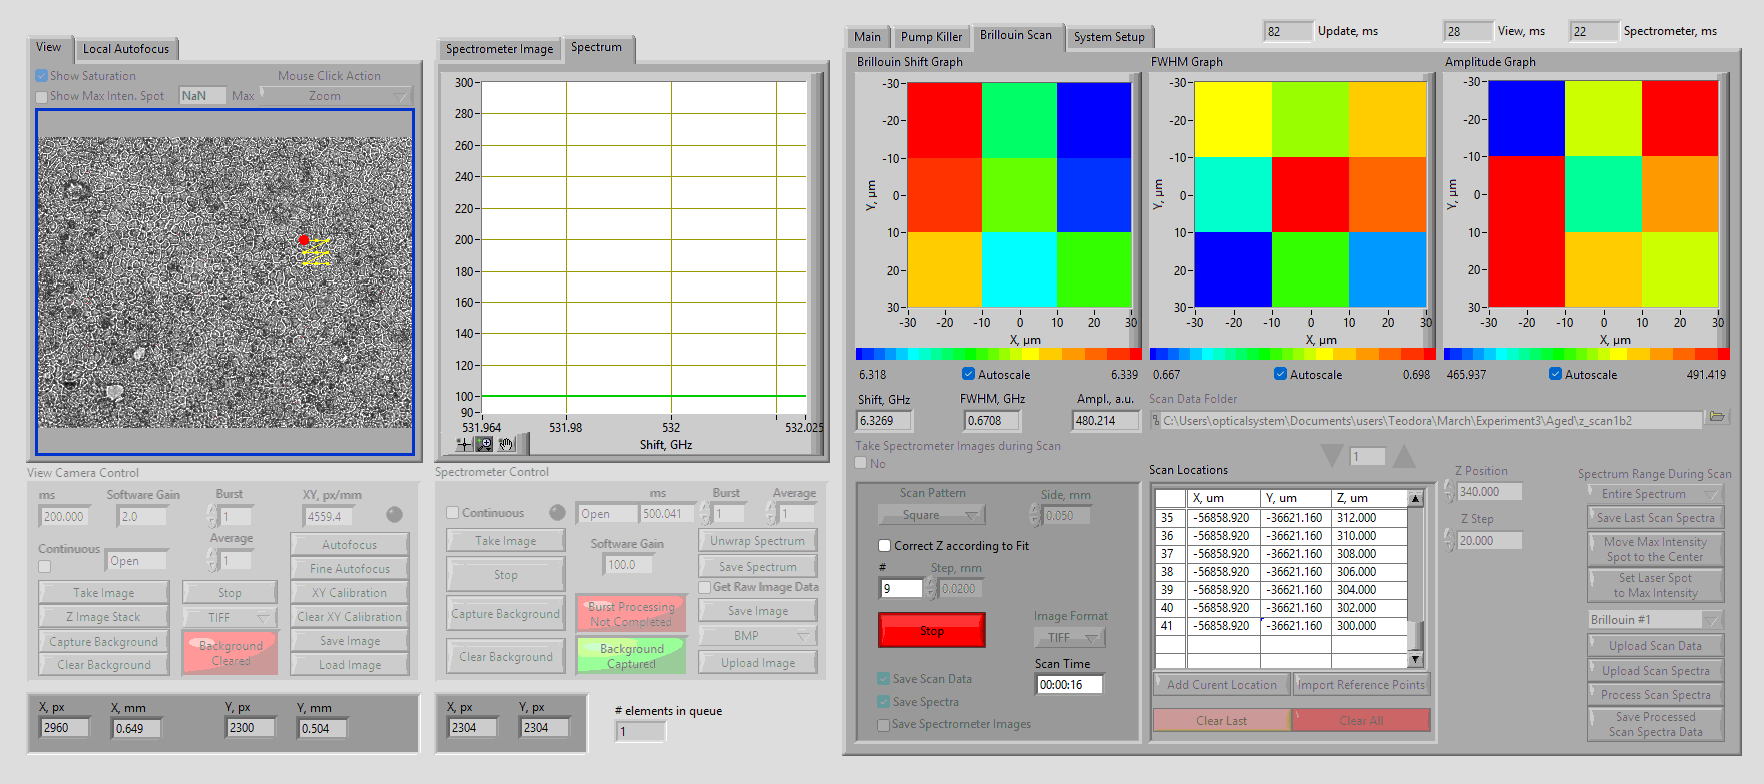 View
Local Autofocus
Show Saturation
Mouse Click Action
Show Max Inten. Spot
NaN
Max
Zoom
View Camera Control
ms
Software Gain
Burst
XY, px/mm
200.000
2.0
1
4559.4
Average
Continuous
Open
1
Autofocus
Fine Autofocus
Take Image
Stop
XY Calibration
Z Image Stack
TIFF
Clear XY Calibration
Capture Background
Background
Cleared
Save Image
Clear Background
Load Image
X, px
X, mm
Y, px
Y, mm
2960
0.649
2300
0.504
Spectrometer Image
Spectrum
300
280
260
240
220
200
180
160
140
120
100
90
531.964
531.98
532
532.025
Shift, GHz
Spectrometer Control
ms
Burst
Average
Continuous
Open
500.041
1
1
Take Image
Software Gain
Unwrap Spectrum
Stop
100.0
Save Spectrum
Get Raw Image Data
Capture Background
Burst Processing
Not Completed
Save Image
BMP
Clear Background
Background
Captured
Upload Image
X, px
Y, px
2304
2304
# elements in queue
1
82
Update, ms
28
View, ms
22
Spectrometer, ms
Main
Pump Killer
Brillouin Scan
System Setup
Brillouin Shift Graph
-30
-20
-10
0
10
20
30
Y, µm
-30
-20
-10
0
10
20
30
X, µm
6.318
Autoscale
6.339
FWHM Graph
-30
-20
-10
0
10
20
30
Y, µm
-30
-20
-10
0
10
20
30
X, µm
0.667
Autoscale
0.698
Amplitude Graph
-30
-20
-10
0
10
20
30
Y, µm
-30
-20
-10
0
10
20
30
X, µm
465.937
Autoscale
491.419
Shift, GHz
FWHM, GHz
Ampl., a.u.
Scan Data Folder
6.3269
0.6708
480.214
C:\Users\opticalsystem\Documents\users\Teodora\March\Experiment3\Aged\z_scan1b2
Take Spectrometer Images during Scan
No
Scan Pattern
Side, mm
Square
0.050
Correct Z according to Fit
#
Step, mm
9
0.0200
Stop
Image Format
TIFF
Scan Time
00:00:16
Save Scan Data
Save Spectra
Save Spectrometer Images
1
Scan Locations
X, um
Y, um
Z, um
35 -56858.920 -36621.160 312.000
36 -56858.920 -36621.160 310.000
37 -56858.920 -36621.160 308.000
38 -56858.920 -36621.160 306.000
39 -56858.920 -36621.160 304.000
40 -56858.920 -36621.160 302.000
41 -56858.920 -36621.160 300.000
Add Curent Location
Import Reference Points
Clear Last
Clear All
Z Position
340.000
Z Step
20.000
Spectrum Range During Scan
Entire Spectrum
Save Last Scan Spectra
Move Max Intensity
Spot to the Center
Set Laser Spot
to Max Intensity
Brillouin #1
Upload Scan Data
Upload Scan Spectra
Process Scan Spectra
Save Processed
Scan Spectra Data